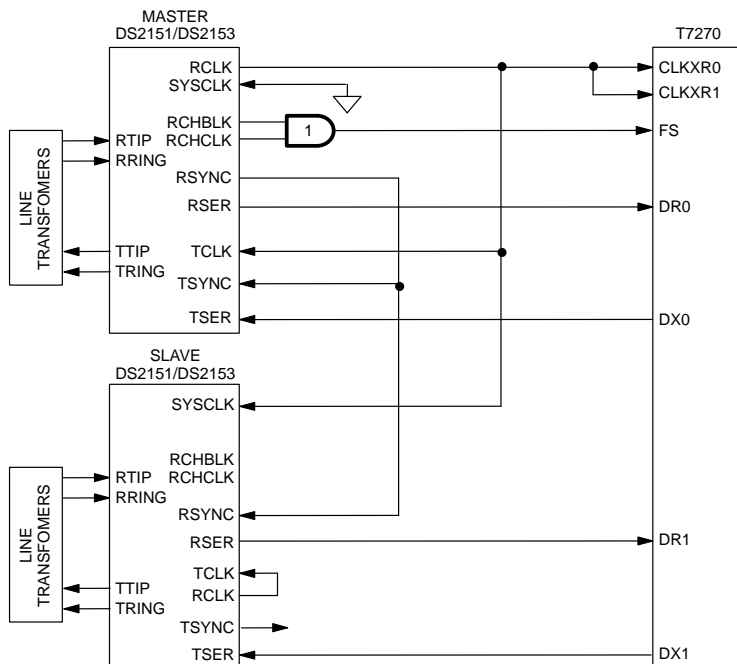 MASTER
DS2151/DS2153
T7270
RCLK
SYSCLK
RCHBLK
RCHCLK
RSYNC
RSER
TCLK
TSYNC
TSER
RTIP
RRING
TTIP
TRING
LINE
TRANSFOMERS
1
CLKXR0
CLKXR1
FS
DR0
DX0
SLAVE
DS2151/DS2153
SYSCLK
RCHBLK
RCHCLK
RSYNC
RSER
TCLK
RCLK
TSYNC
TSER
RTIP
RRING
TTIP
TRING
LINE
TRANSFOMERS
DR1
DX1